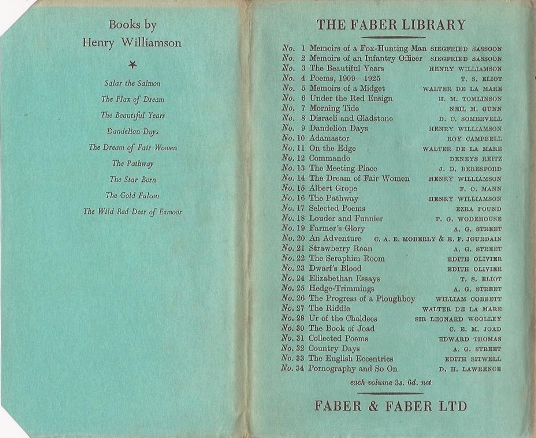 Books by
Henry Williamson
Salar the Salmon
The Flax of Dream
The Beautiful Years
Dandelion Days
The Dream of Fair Women
The Pathway
The Star Born
The Gold Falcon
The Wild Red Deer of Exmoor
THE FABER LIBRARY
No. 1 Memoirs of a Fox-Hunting Man SIEGFRIED SASSOON
No. 2 Memoirs of an Infantry Officer SIEGFRIED SASSOON
No. 3 The Beautiful Years HENRY WILLIAMSON
No. 4 Poems, 1909–1925 T. S. ELIOT
No. 5 Memoirs of a Midget WALTER DE LA MARE
No. 6 Under the Red Ensign H. M. TOMLINSON
No. 7 Morning Tide NEIL M. GUNN
No. 8 Disraeli and Gladstone D. C. SOMERVELL
No. 9 Dandelion Days HENRY WILLIAMSON
No. 10 Adamastor ROY CAMPBELL
No. 11 On the Edge WALTER DE LA MARE
No. 12 Commando DENEYS REITZ
No. 13 The Meeting Place J. D. BERESFORD
No. 14 The Dream of Fair Women HENRY WILLIAMSON
No. 15 Albert Grope F. O. MANN
No. 16 The Pathway HENRY WILLIAMSON
No. 17 Selected Poems EZRA POUND
No. 18 Louder and Funnier P. G. WODEHOUSE
No. 19 Farmer's Glory A. G. STREET
No. 20 An Adventure C. A. E. MOBERLY & E. F. JOURDAIN
No. 21 Strawberry Roan A. G. STREET
No. 22 The Seraphim Room EDITH OLIVIER
No. 23 Dwarf's Blood EDITH OLIVIER
No. 24 Elizabethan Essays T. S. ELIOT
No. 25 Hedge-Trimmings A. G. STREET
No. 26 The Progress of a Ploughboy WILLIAM COBBETT
No. 27 The Riddle WALTER DE LA MARE
No. 28 Ur of the Chaldees SIR LEONARD WOOLLEY
No. 30 The Book of Joad C. E. M. JOAD
No. 31 Collected Poems EDWARD THOMAS
No. 32 Country Days A. G. STREET
No. 33 The English Eccentrics EDITH SITWELL
No. 34 Pornography and So On D. H. LAWRENCE
each volume 3s. 6d. net
FABER & FABER LTD